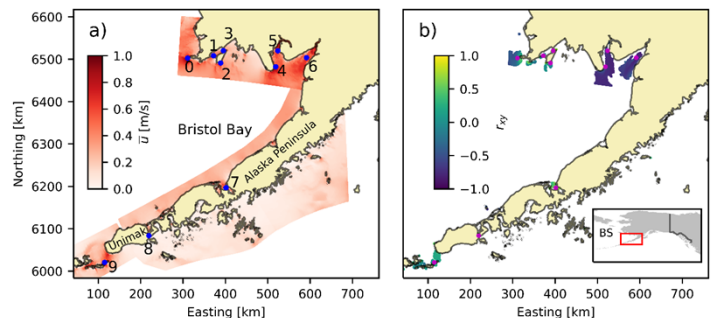 a)
b)
6600
6500
6400
6300
6200
6100
6000
Northing [km]
1.0
0.8
0.6
0.4
0.2
0.0
u̅ [m/s]
0
1
2
3
4
5
6
7
8
9
Bristol Bay
Alaska Peninsula
Unimak
100 200 300 400 500 600 700
Easting [km]
1.0
0.5
0.0
−0.5
−1.0
rxy
BS
100 200 300 400 500 600 700
Easting [km]